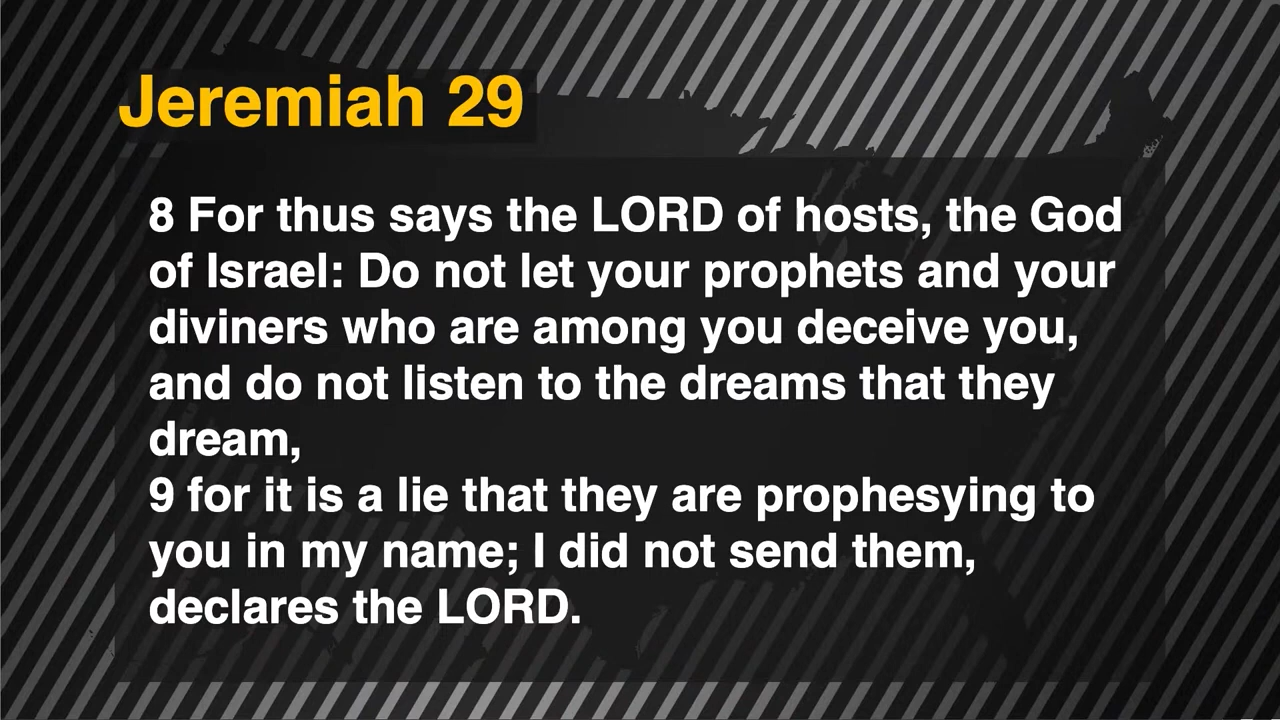 Jeremiah 29
8 For thus says the LORD of hosts, the God
of Israel: Do not let your prophets and your
diviners who are among you deceive you,
and do not listen to the dreams that they
dream,
9 for it is a lie that they are prophesying to
you in my name; I did not send them,
declares the LORD.